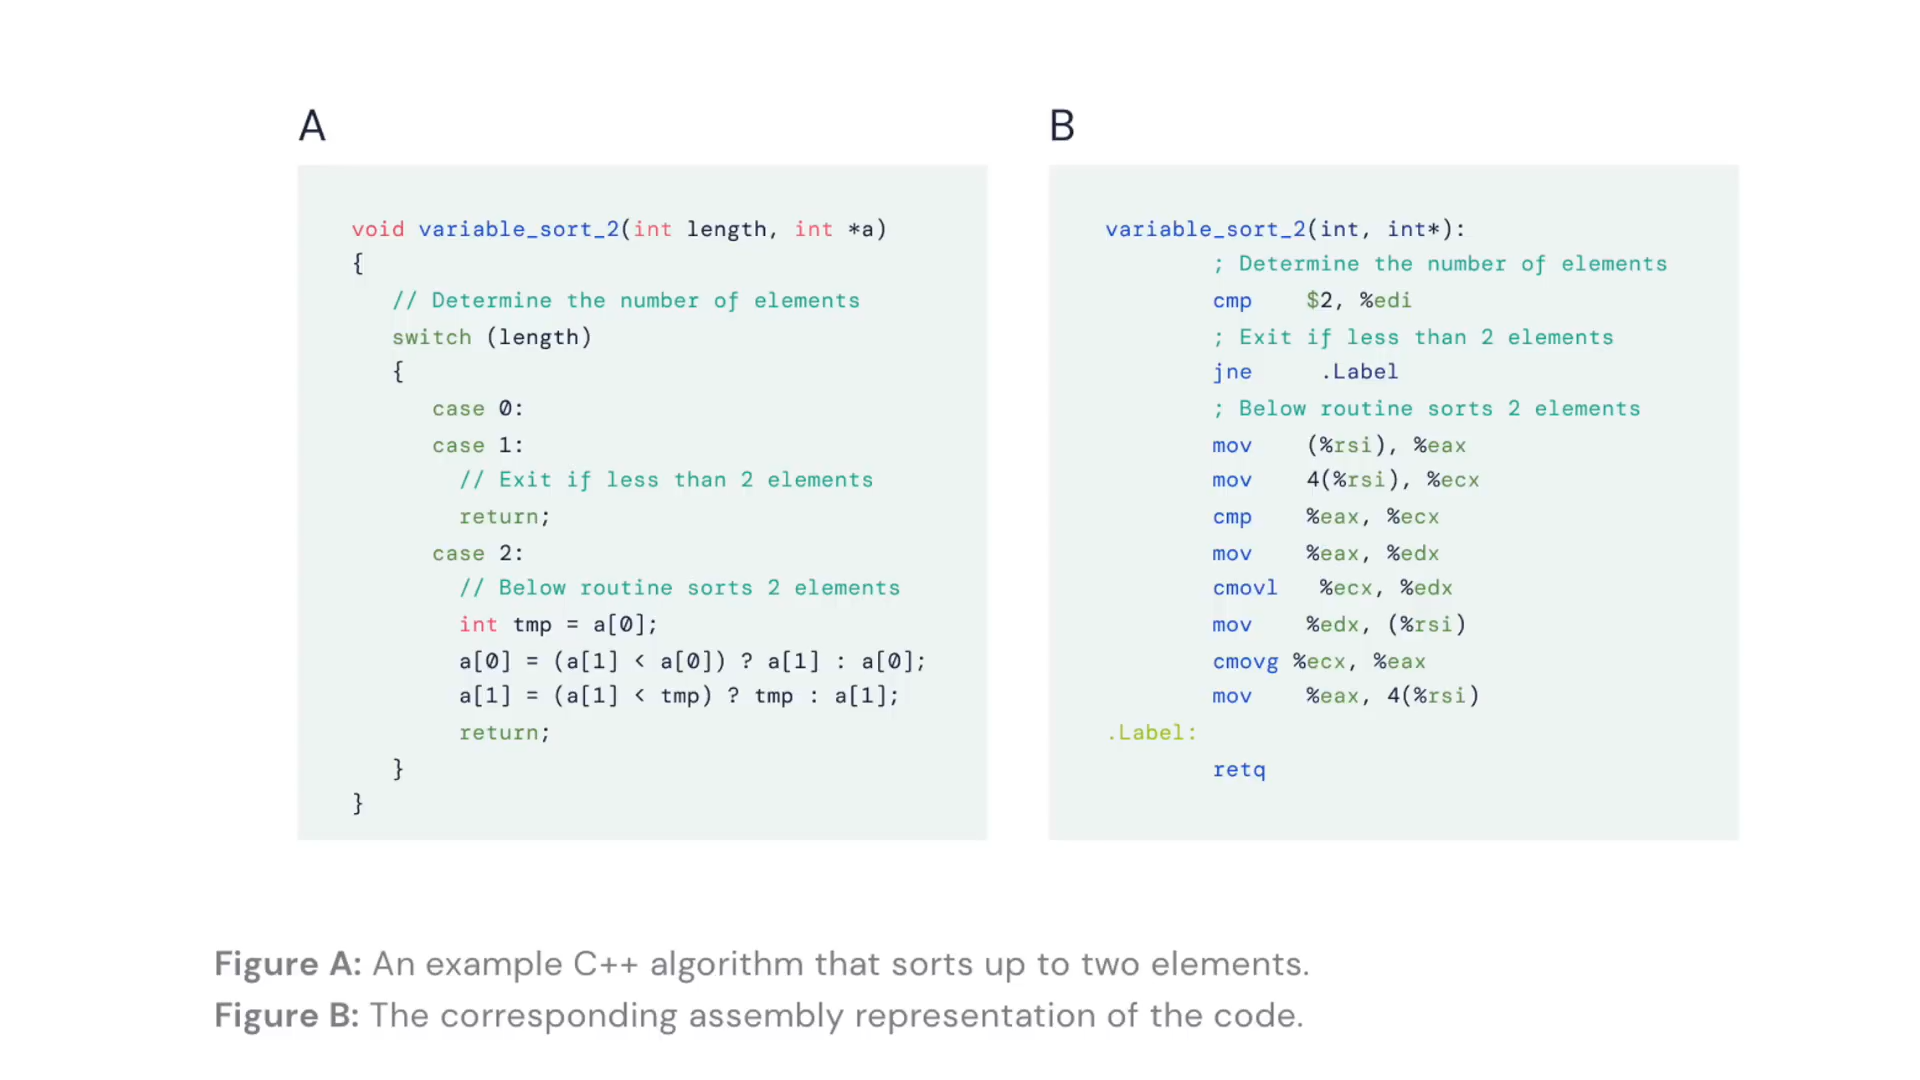 A
void variable_sort_2(int length, int *a)
{
// Determine the number of elements
switch (length)
{
case 0:
case 1:
// Exit if less than 2 elements
return;
case 2:
// Below routine sorts 2 elements
int tmp = a[0];
a[0] = (a[1] < a[0]) ? a[1] : a[0];
a[1] = (a[1] < tmp) ? tmp : a[1];
return;
}
}
B
variable_sort_2(int, int*):
; Determine the number of elements
cmp $2, %edi
; Exit if less than 2 elements
jne .Label
; Below routine sorts 2 elements
mov (%rsi), %eax
mov 4(%rsi), %ecx
cmp %eax, %ecx
mov %eax, %edx
cmovl %ecx, %edx
mov %edx, (%rsi)
cmovg %ecx, %eax
mov %eax, 4(%rsi)
.Label:
retq
Figure A: An example C++ algorithm that sorts up to two elements.
Figure B: The corresponding assembly representation of the code.